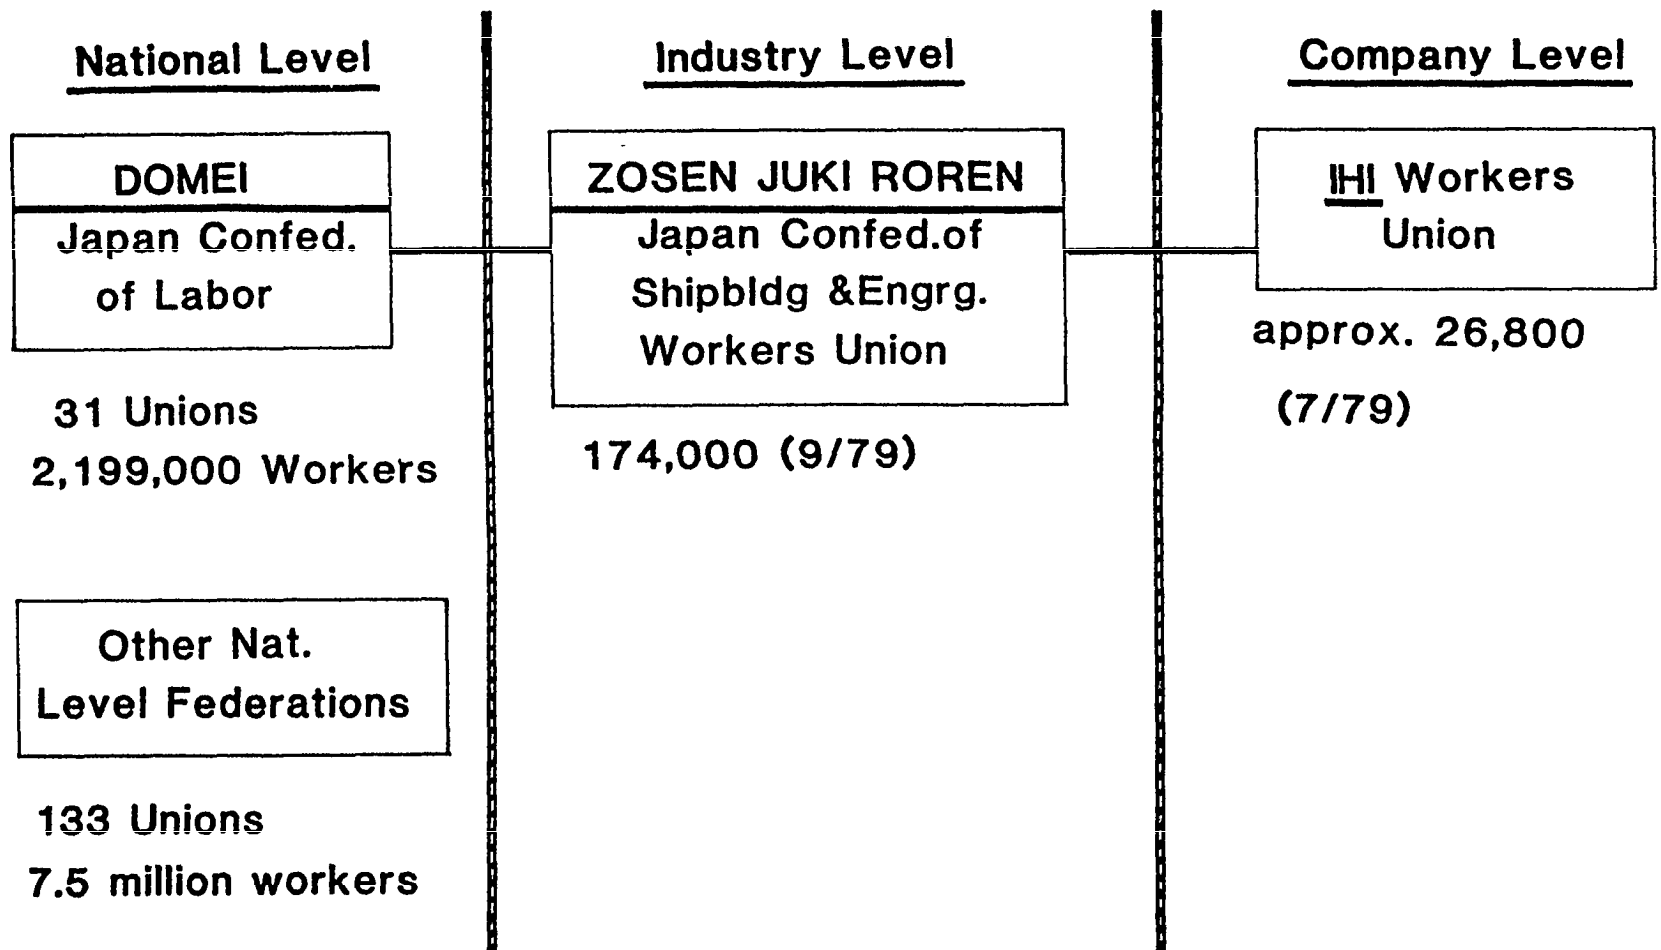 National Level
DOMEI
Japan Confed.
of Labor
31 Unions
2,199,000 Workers
Other Nat.
Level Federations
133 Unions
7.5 million workers
Industry Level
ZOSEN JUKI ROREN
Japan Confed.of
Shipbldg &Engrg.
Workers Union
174,000 (9/79)
Company Level
IHI Workers
Union
approx. 26,800
(7/79)